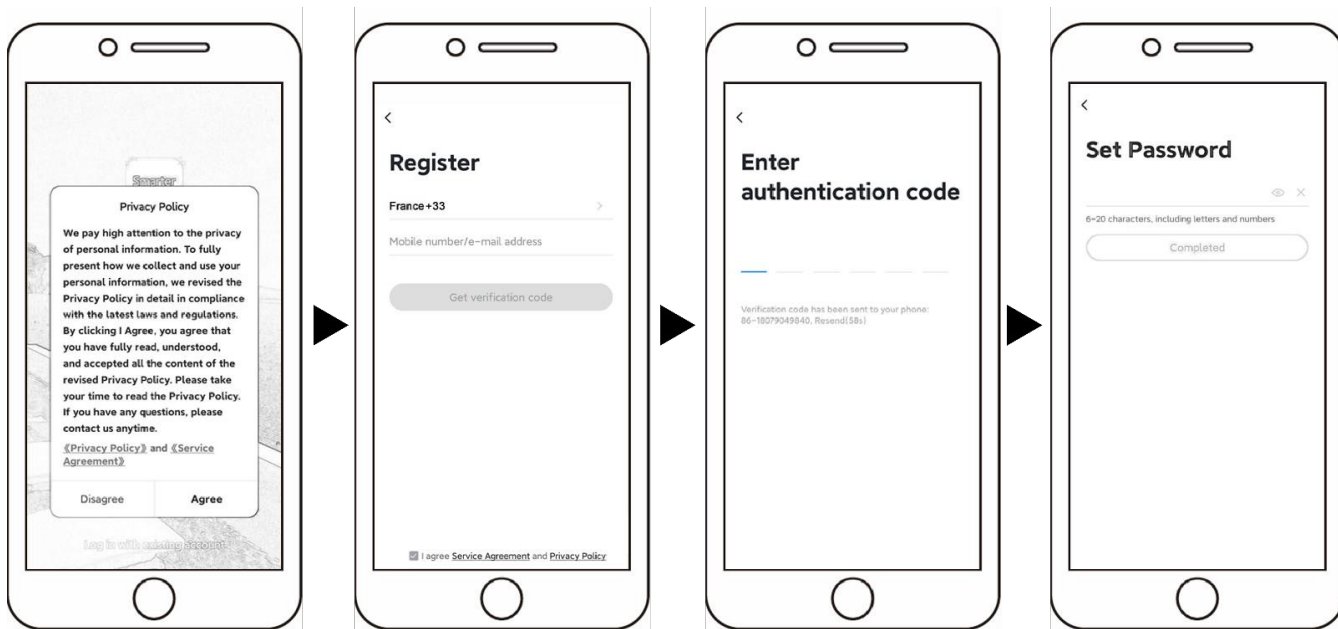 Smarter
Privacy Policy
We pay high attention to the privacy
of personal information. To fully
present how we collect and use your
personal information, we revised the
Privacy Policy in detail in compliance
with the latest laws and regulations.
By clicking I Agree, you agree that
you have fully read, understood,
and accepted all the content of the
revised Privacy Policy. Please take
your time to read the Privacy Policy.
If you have any questions, please
contact us anytime.
《Privacy Policy》 and 《Service
Agreement》
Disagree Agree
Log in with existing account
Register
France +33
Mobile number/e-mail address
Get verification code
I agree Service Agreement and Privacy Policy
Enter
authentication code
Verification code has been sent to your phone:
86-18079049840, Resend(58s)
Set Password
6-20 characters, including letters and numbers
Completed